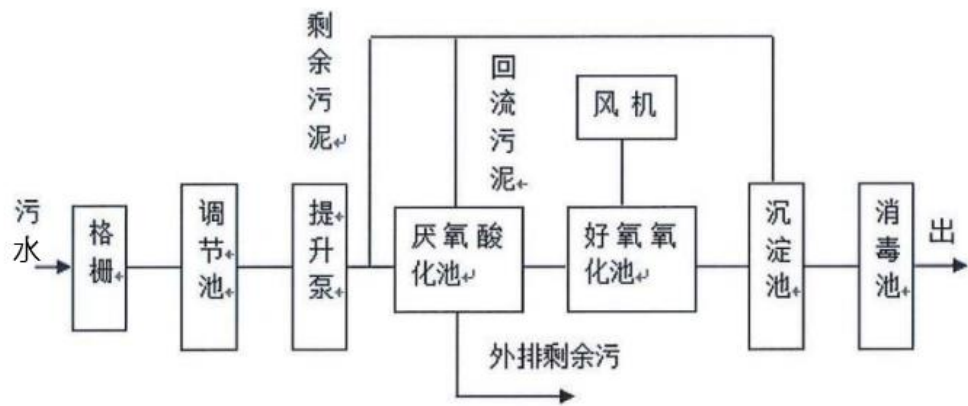 剩余污泥↵
回流污泥←
风 机
污水
格栅←
调节←池←
提←升←泵←
厌 氧 酸
化池↵
好 氧 氧
化池↵
沉淀池←
消毒池←
出
外排剩余污